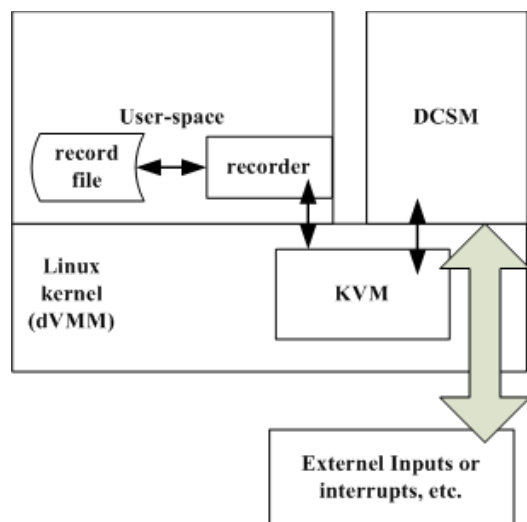 User-space
record
file
recorder
DCSM
Linux
kernel
(dVMM)
KVM
Externel Inputs or
interrupts, etc.